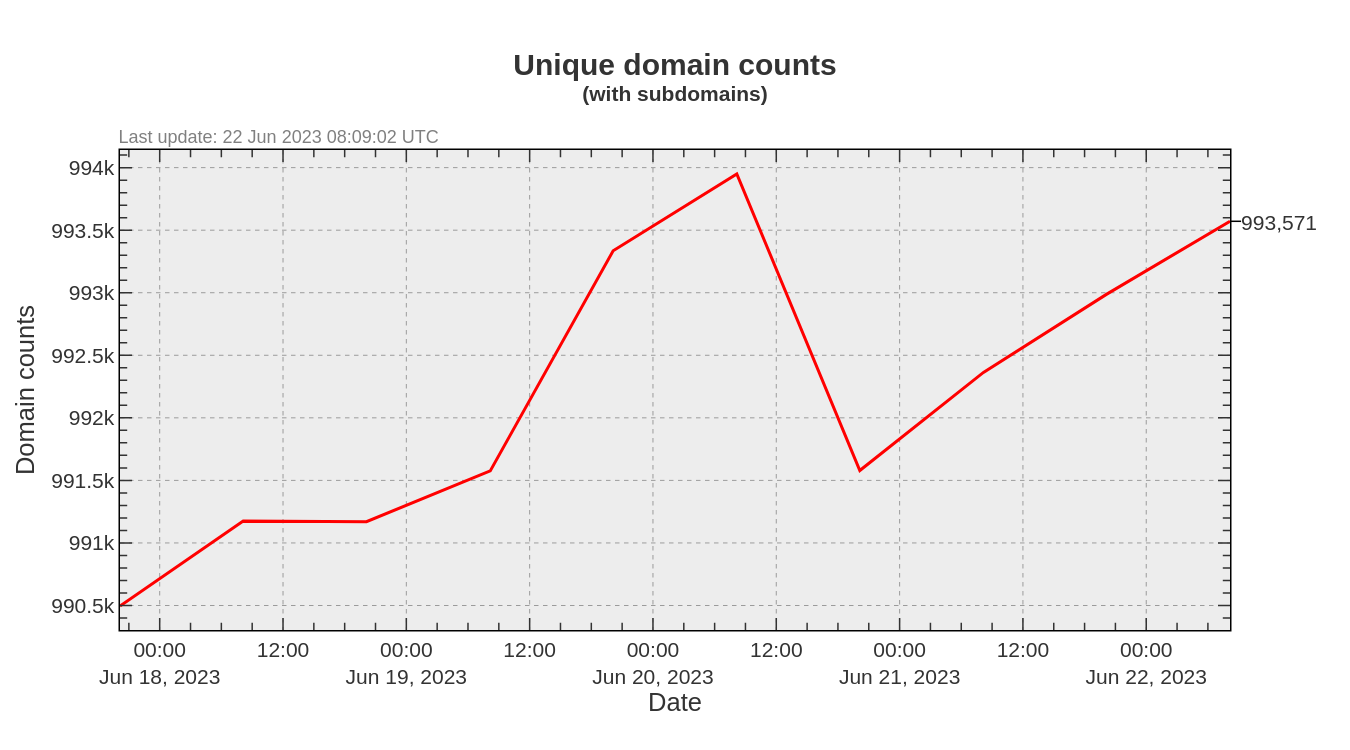 Unique domain counts
(with subdomains)
Last update: 22 Jun 2023 08:09:02 UTC
994k
993.5k
993k
992.5k
992k
991.5k
991k
990.5k
993,571
Domain counts
00:00 12:00 00:00 12:00 00:00 12:00 00:00 12:00 00:00
Jun 18, 2023 Jun 19, 2023 Jun 20, 2023 Jun 21, 2023 Jun 22, 2023
Date